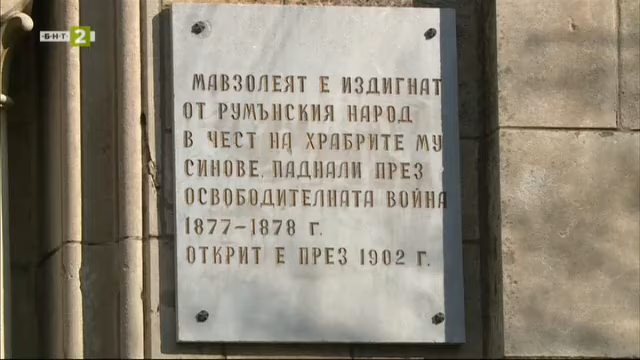 БНТ 2
МАВЗОЛЕЯТ Е ИЗДИГНАТ
ОТ РУМЪНСКИЯ НАРОД
В ЧЕСТ НА ХРАБРИТЕ МУ
СИНОВЕ, ПАДНАЛИ ПРЕЗ
ОСВОБОДИТЕЛНАТА ВОЙНА
1877–1878 Г.
ОТКРИТ Е ПРЕЗ 1902 Г.